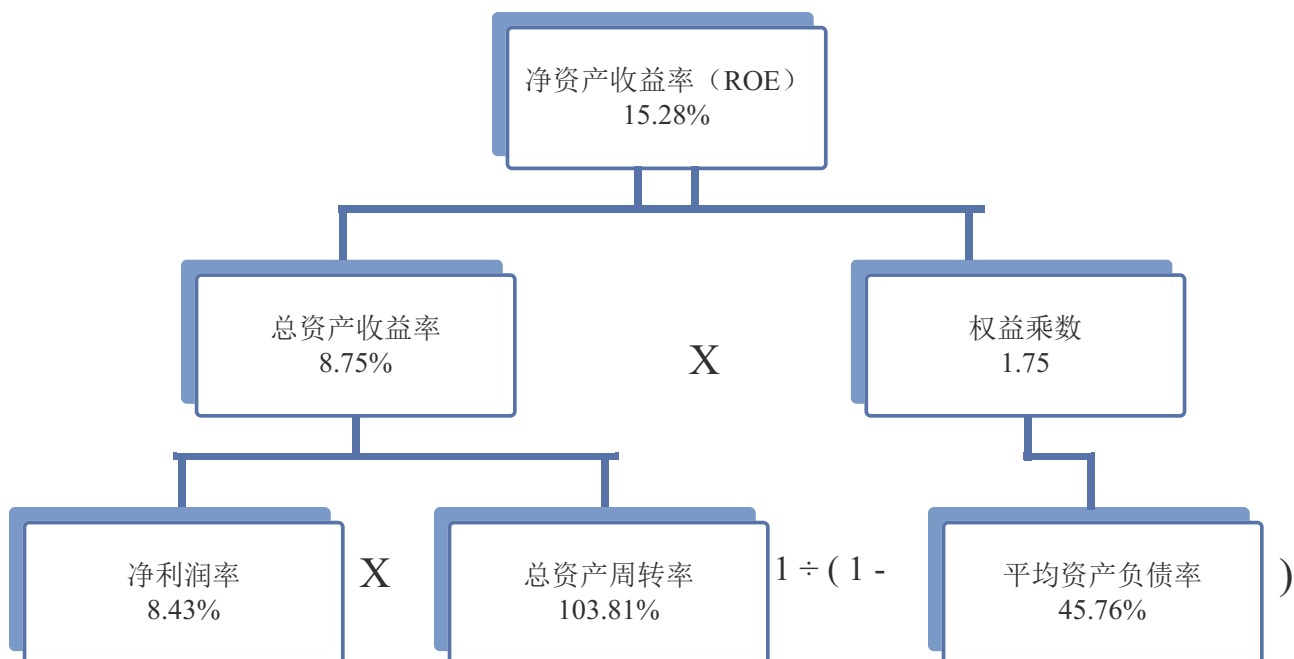 净资产收益率（ROE）
15.28%
总资产收益率
8.75%
X
权益乘数
1.75
净利润率
8.43%
X
总资产周转率
103.81%
1 ÷ ( 1 -
平均资产负债率
45.76%
)